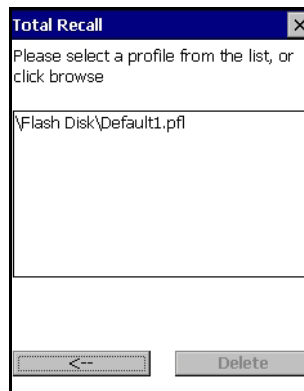 Total Recall
Please select a profile from the list, or
click browse
\Flash Disk\Default1.pfl
<--
Delete